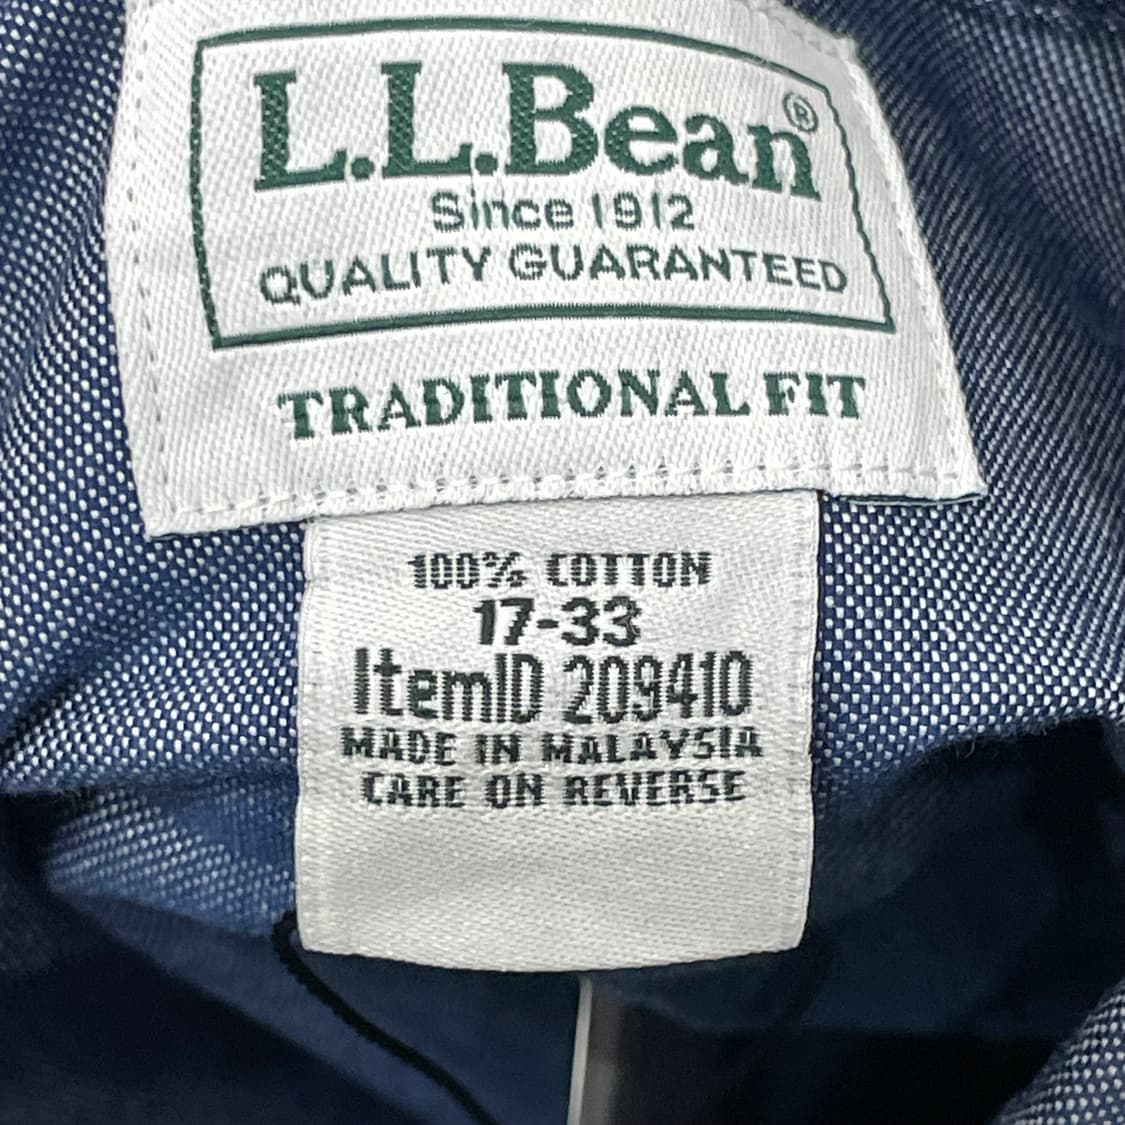 L.L.Bean®
Since 1912
QUALITY GUARANTEED
TRADITIONAL FIT
100% COTTON
17-33
ItemID 209410
MADE IN MALAYSIA
CARE ON REVERSE